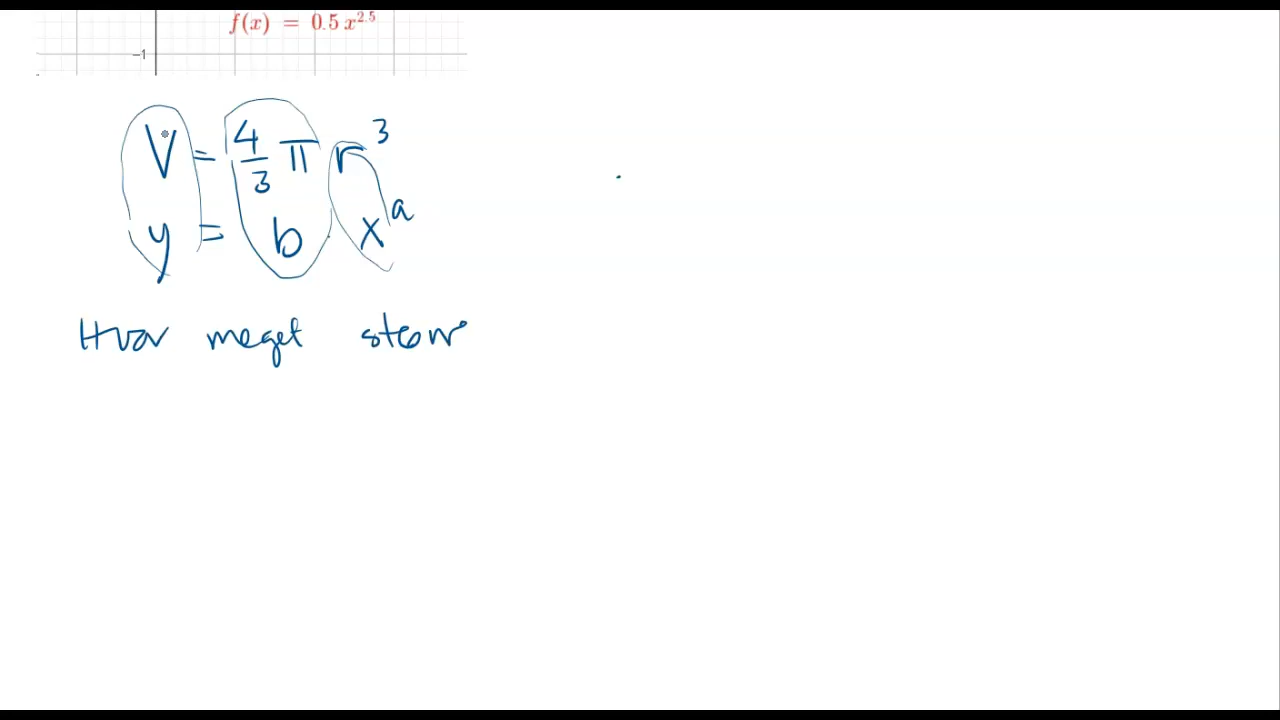 f(x) = 0.5 x^2.5
−1
V = 4/3 π r^3
y = b x^a
Hvor meget større